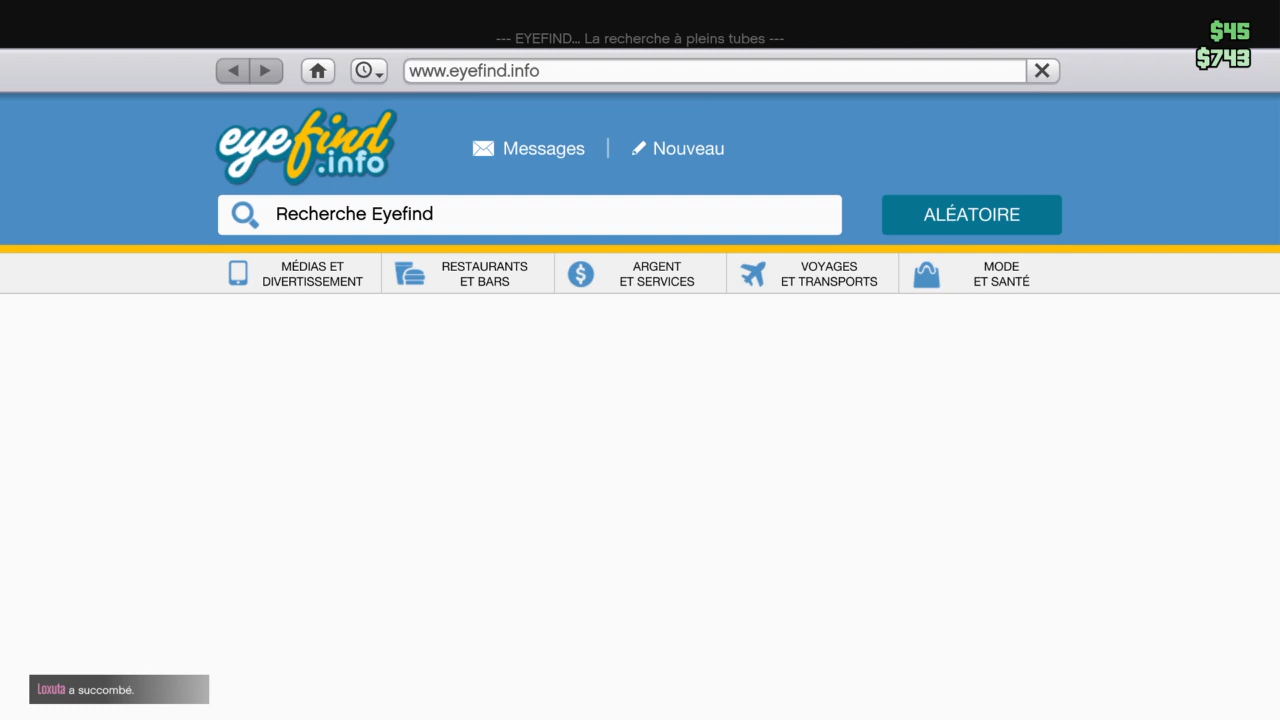 --- EYEFIND... La recherche à pleins tubes ---
$45
$743
www.eyefind.info
eyefind
.info
Messages
Nouveau
Recherche Eyefind
ALÉATOIRE
MÉDIAS ET
DIVERTISSEMENT
RESTAURANTS
ET BARS
ARGENT
ET SERVICES
VOYAGES
ET TRANSPORTS
MODE
ET SANTÉ
Loxuta a succombé.